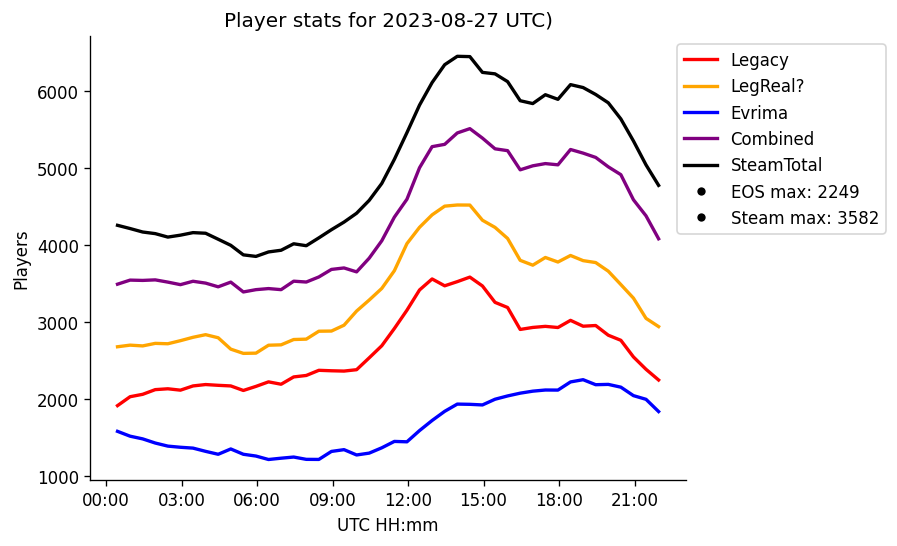 Player stats for 2023-08-27 UTC)
Legacy
LegReal?
Evrima
Combined
SteamTotal
EOS max: 2249
Steam max: 3582
Players
6000
5000
4000
3000
2000
1000
00:00 03:00 06:00 09:00 12:00 15:00 18:00 21:00
UTC HH:mm